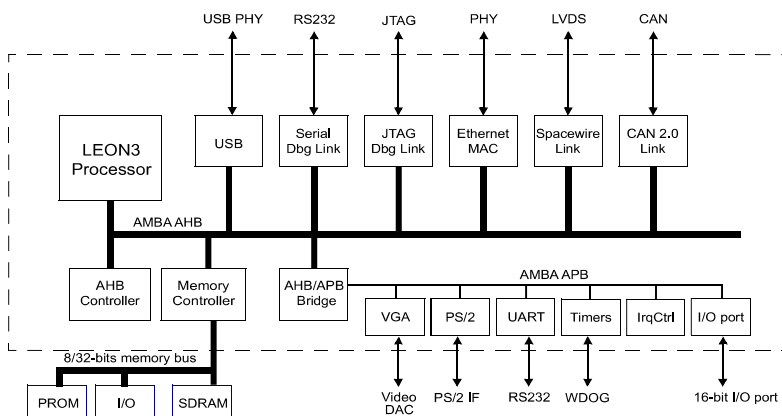 USB PHY
RS232
JTAG
PHY
LVDS
CAN
LEON3
Processor
USB
Serial
Dbg Link
JTAG
Dbg Link
Ethernet
MAC
Spacewire
Link
CAN 2.0
Link
AMBA AHB
AHB
Controller
Memory
Controller
AHB/APB
Bridge
AMBA APB
VGA
PS/2
UART
Timers
IrqCtrl
I/O port
8/32-bits memory bus
PROM
I/O
SDRAM
Video
DAC
PS/2 IF
RS232
WDOG
16-bit I/O port